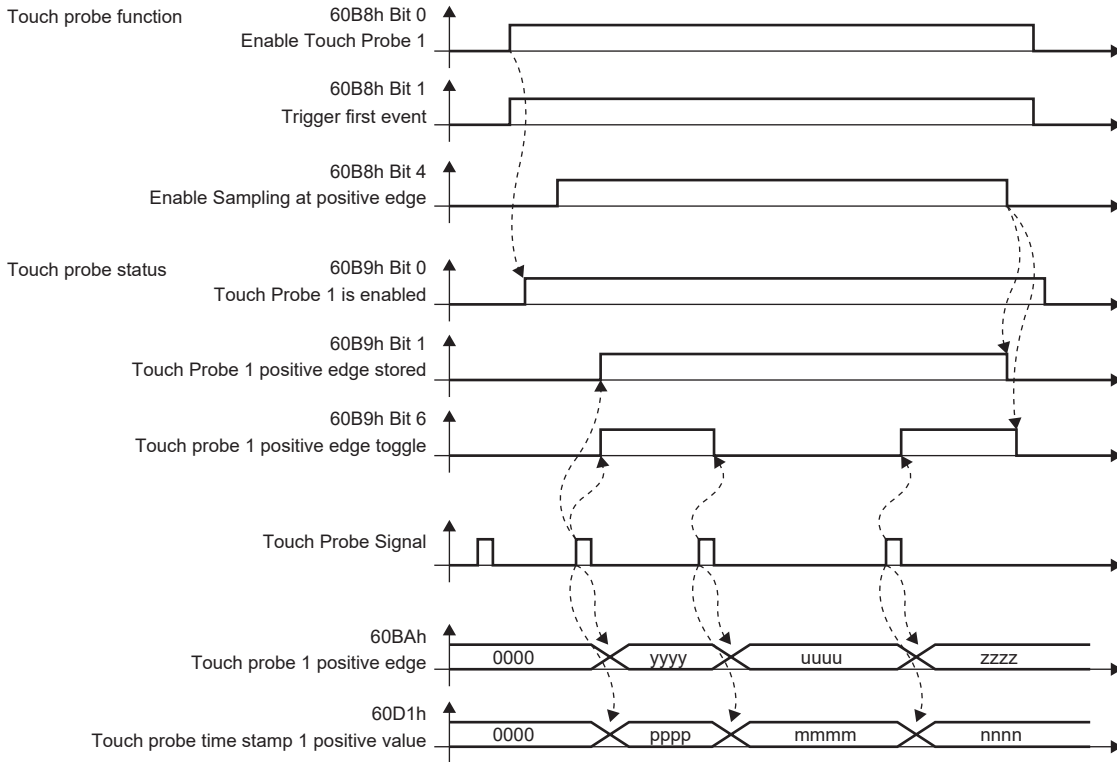 Touch probe function
60B8h Bit 0
Enable Touch Probe 1
60B8h Bit 1
Trigger first event
60B8h Bit 4
Enable Sampling at positive edge
Touch probe status
60B9h Bit 0
Touch Probe 1 is enabled
60B9h Bit 1
Touch Probe 1 positive edge stored
60B9h Bit 6
Touch probe 1 positive edge toggle
Touch Probe Signal
60BAh
Touch probe 1 positive edge
0000
yyyy
uuuu
zzzz
60D1h
Touch probe time stamp 1 positive value
0000
pppp
mmmm
nnnn